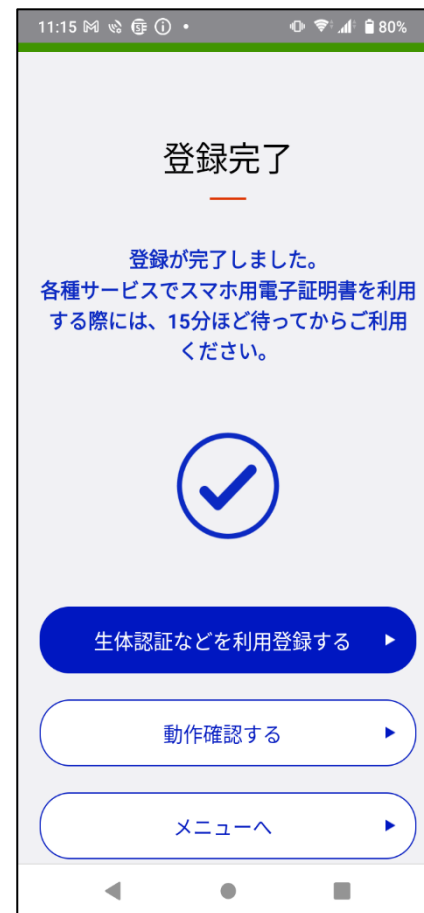 11:15
80%
登録完了
登録が完了しました。
各種サービスでスマホ用電子証明書を利用
する際には、15分ほど待ってからご利用
ください。
生体認証などを利用登録する
動作確認する
メニューへ